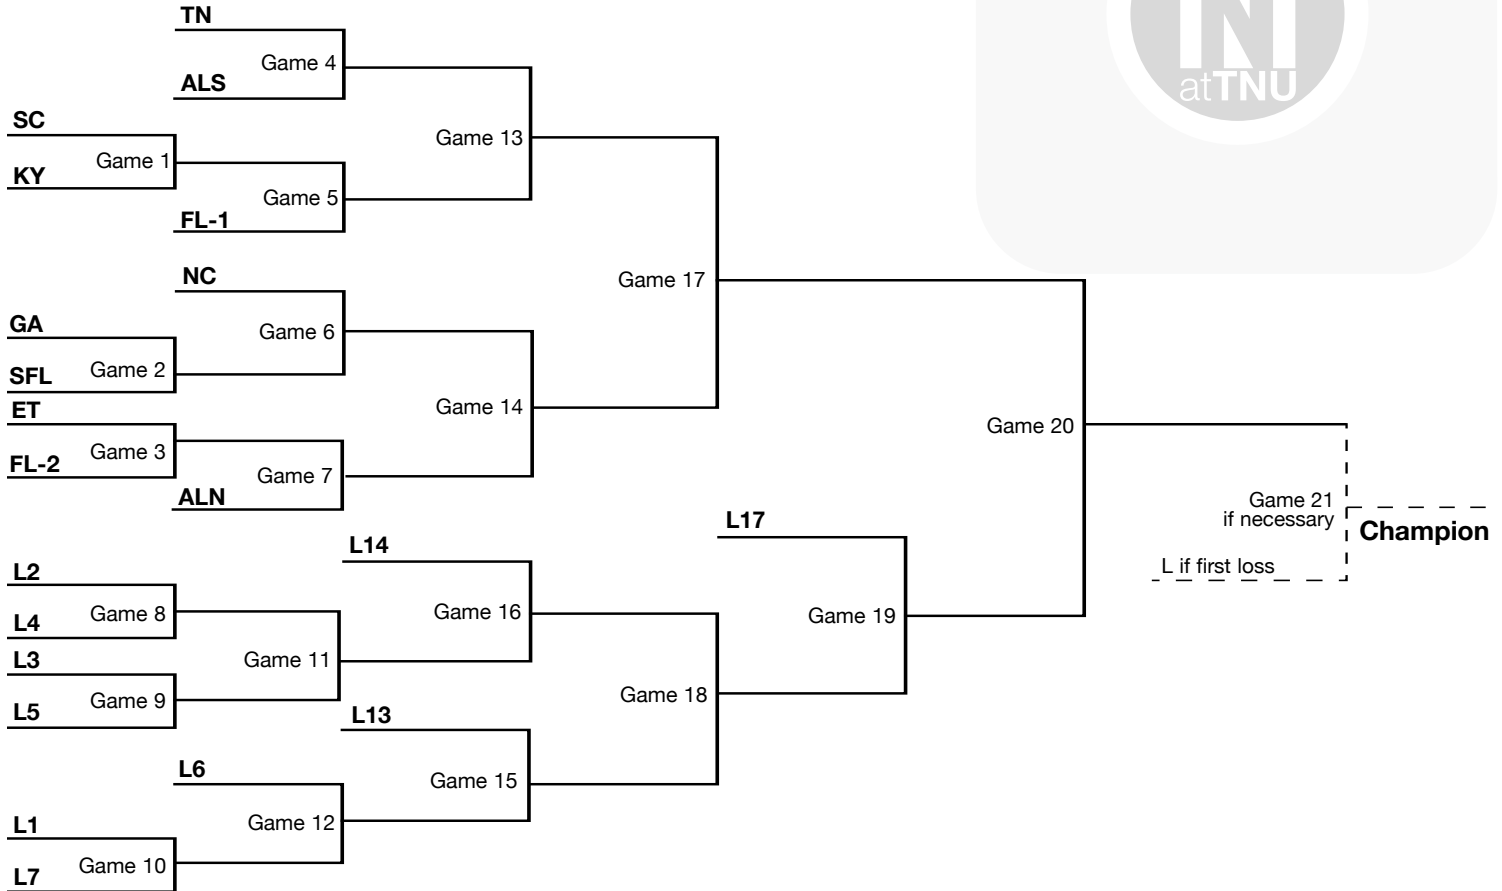 TN
Game 4
ALS
SC
Game 1
KY
Game 5
FL-1
Game 13
NC
Game 6
GA
Game 2
SFL
ET
Game 3
FL-2
Game 7
ALN
Game 14
Game 17
L2
Game 8
L4
L3
Game 9
L5
Game 11
L14
Game 16
L13
Game 15
L6
Game 12
L1
Game 10
L7
Game 18
L17
Game 19
Game 20
Game 21
if necessary
L if first loss
Champion
N
atTNU